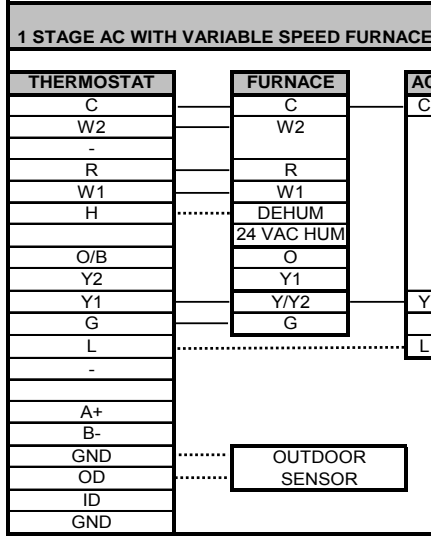 1 STAGE AC WITH VARIABLE SPEED FURNACE
THERMOSTAT FURNACE AC
C C C
W2 W2
-
R R
W1 W1
H DEHUM
24 VAC HUM
O/B O
Y2 Y1
Y1 Y/Y2 Y
G G
L L
-
A+
B-
GND OUTDOOR
OD SENSOR
ID
GND